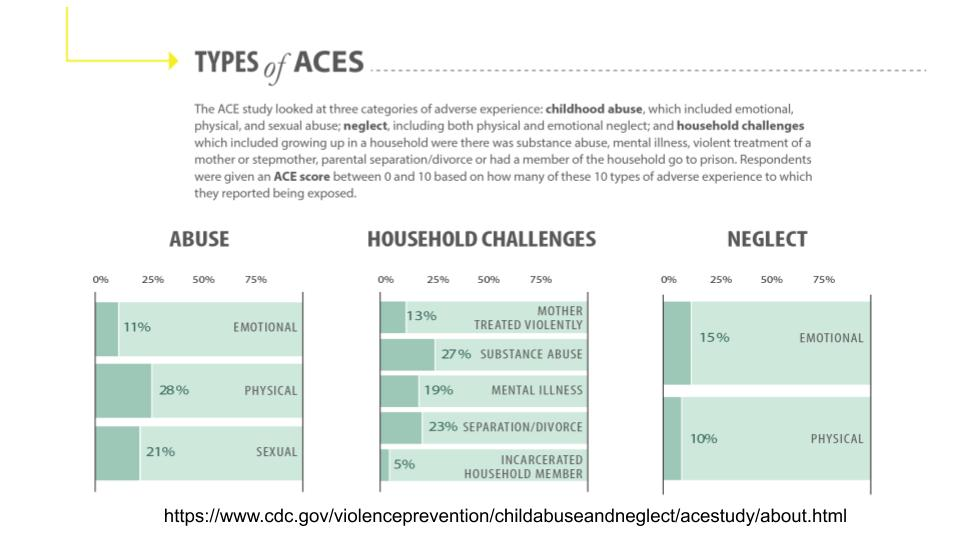 TYPES of ACES
The ACE study looked at three categories of adverse experience: childhood abuse, which included emotional,
physical, and sexual abuse; neglect, including both physical and emotional neglect; and household challenges
which included growing up in a household were there was substance abuse, mental illness, violent treatment of a
mother or stepmother, parental separation/divorce or had a member of the household go to prison. Respondents
were given an ACE score between 0 and 10 based on how many of these 10 types of adverse experience to which
they reported being exposed.
ABUSE
0% 25% 50% 75%
11% EMOTIONAL
28% PHYSICAL
21% SEXUAL
HOUSEHOLD CHALLENGES
0% 25% 50% 75%
13% MOTHER
TREATED VIOLENTLY
27% SUBSTANCE ABUSE
19% MENTAL ILLNESS
23% SEPARATION/DIVORCE
5% INCARCERATED
HOUSEHOLD MEMBER
NEGLECT
0% 25% 50% 75%
15% EMOTIONAL
10% PHYSICAL
https://www.cdc.gov/violenceprevention/childabuseandneglect/acestudy/about.html